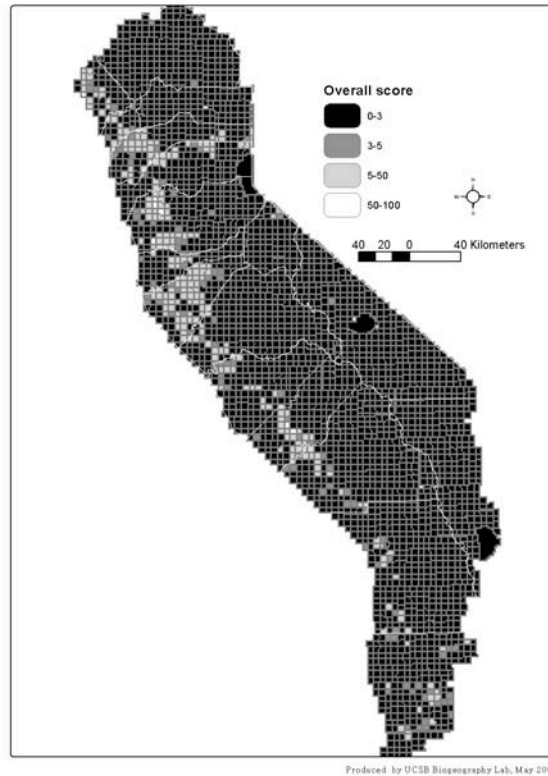 Overall score
0-3
3-5
5-50
50-100
N
W E
S
40 20 0 40 Kilometers
Produced by UCSB Biogeography Lab, May